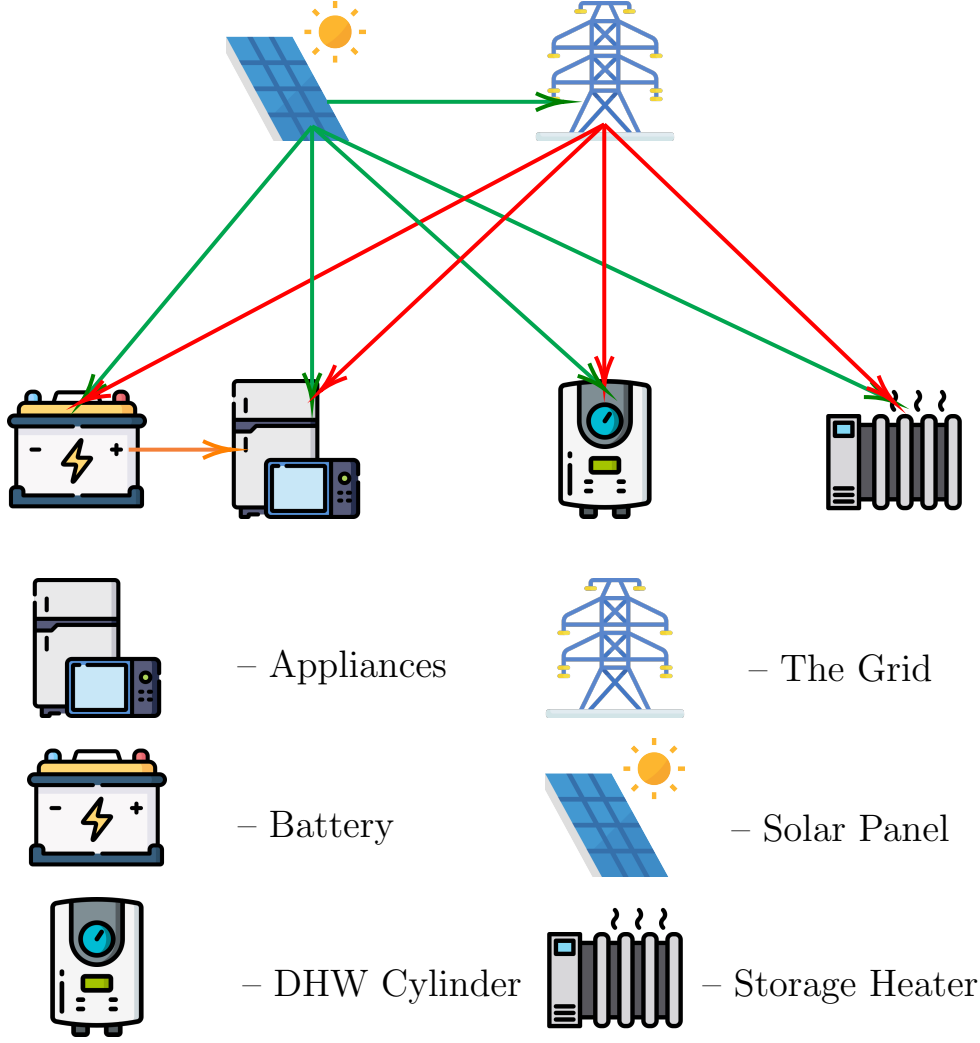 – Appliances
– The Grid
– Battery
– Solar Panel
– DHW Cylinder
– Storage Heater